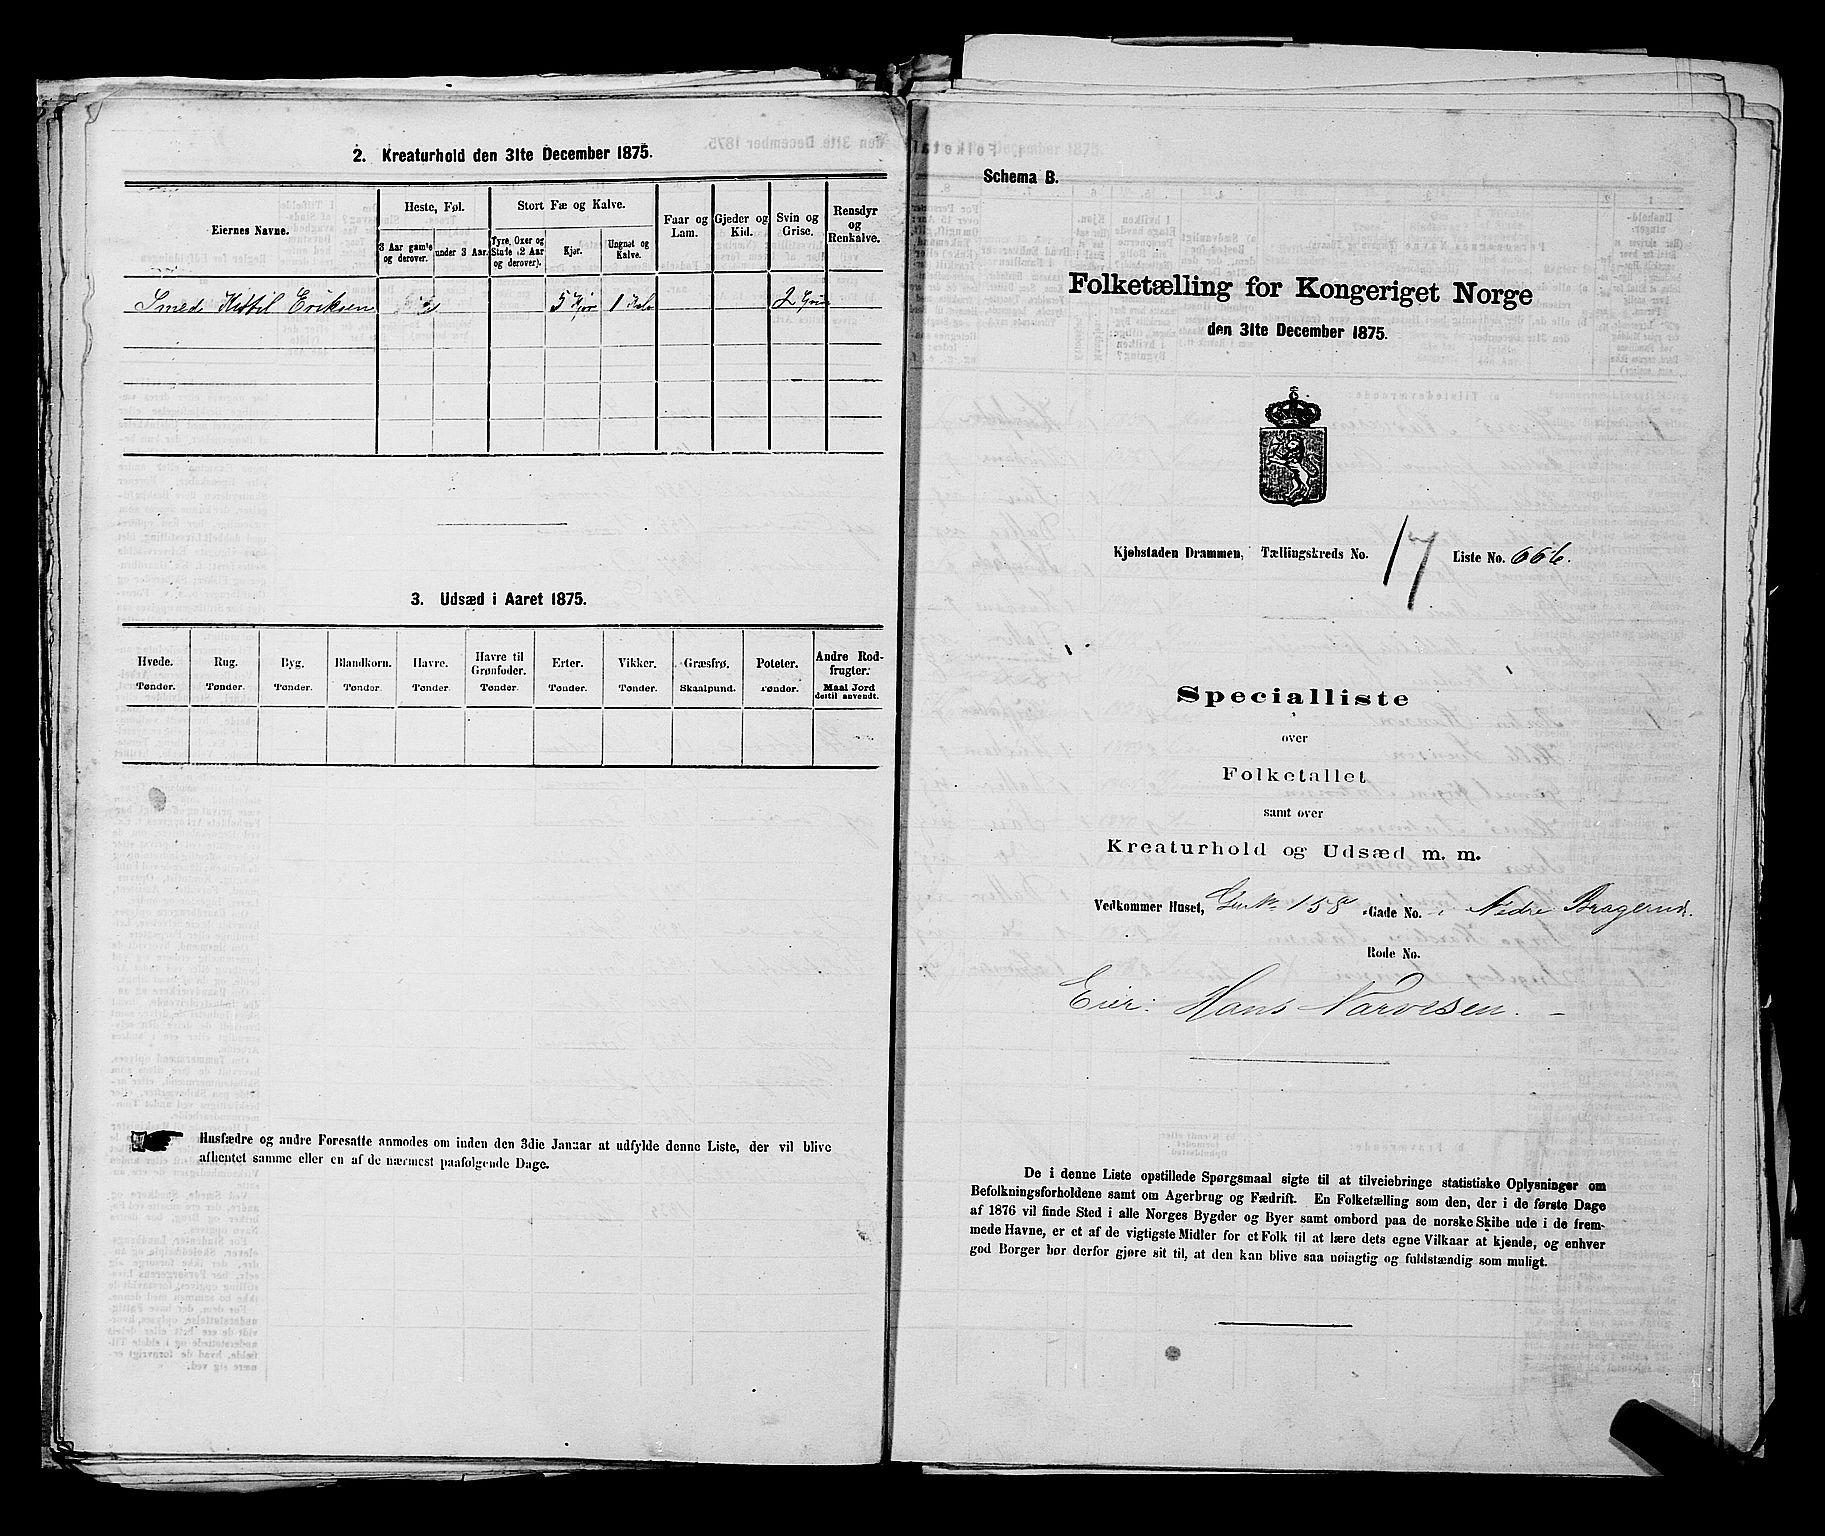 2. Kreaturhold den 31te December 1875.
Eiernes Navne.
Heste, Føl.
3 Aar gamle og derover.
under 3 Aar.
Stort Fæ og Kalve.
Tyre, Oxer og Stude (2 Aar og derover).
Kjør.
Ungnøt og Kalve.
Faar og Lam.
Gjeder og Kid.
Svin og Grise.
Rensdyr og Renkalve.
Smed Kittil Eriksen 5 Kjør 1 Kalv 2 Grise
3. Udsæd i Aaret 1875.
Hvede. Rug. Byg. Blandkorn. Havre. Havre til Grønfoder. Erter. Vikker. Græsfrø. Poteter. Andre Rodfrugter:
Tønder. Tønder. Tønder. Tønder. Tønder. Tønder. Tønder. Tønder. Skaalpund. Tønder. Maal Jord dertil anvendt.
Husfædre og andre Foresatte anmodes om inden den 3die Januar at udfylde denne Liste, der vil blive
afhentet samme eller en af de nærmest paafølgende Dage.
Schema B.
Folketælling for Kongeriget Norge
den 31te December 1875.
Kjøbstaden Drammen, Tællingskreds No. 17 Liste No. 666.
Specialliste
over
Folketallet
samt over
Kreaturhold og Udsæd m. m.
Vedkommer Huset, 158 Gade No. i Nedre Bragernæs
Rode No.
Eier: Hans Narvesen.
De i denne Liste opstillede Spørgsmaal sigte til at tilveiebringe statistiske Oplysninger om
Befolkningsforholdene samt om Agerbrug og Fædrift. En Folketælling som den, der i de første Dage
af 1876 vil finde Sted i alle Norges Bygder og Byer samt ombord paa de norske Skibe ude i de frem-
mede Havne, er et af de vigtigste Midler for et Folk til at lære dets egne Vilkaar at kjende, og enhver
god Borger bør derfor gjøre sit til, at den kan blive saa nøiagtig og fuldstændig som muligt.